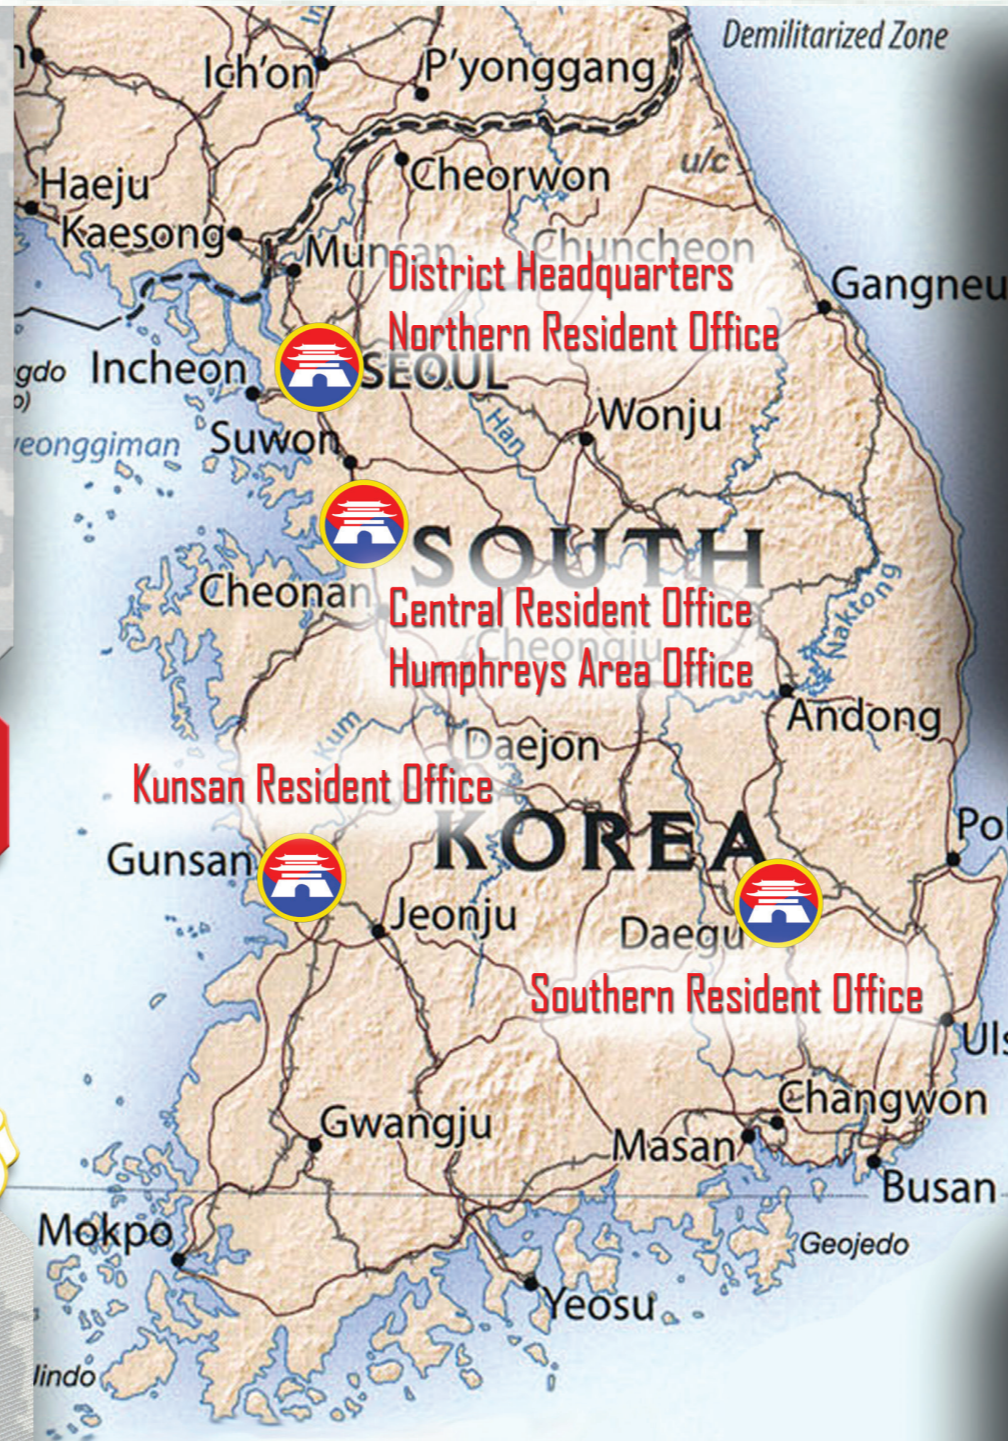 Demilitarized Zone
Ich'on
P'yonggang
u/c
Cheorwon
Haeju
Kaesong
Munsan
Chuncheon
District Headquarters
Gangneu
Northern Resident Office
gdo
Incheon
SEOUL
o)
Wonju
Han
yeonggiman
Suwon
SOUTH
Cheonan
Naktong
Central Resident Office
Cheongju
Humphreys Area Office
Andong
Kum
Daejon
Kunsan Resident Office
KOREA
Po
Gunsan
Jeonju
Daegu
Southern Resident Office
Uls
Changwon
Gwangju
Masan
Busan
Mokpo
Geojedo
Yeosu
Jindo